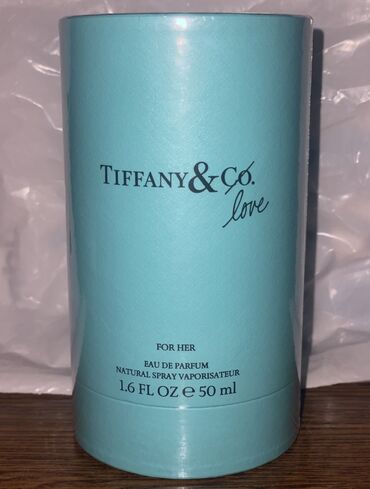 TIFFANY & CO.
love
FOR HER
EAU DE PARFUM
NATURAL SPRAY VAPORISATEUR
1.6 FL OZ ℮ 50 ml